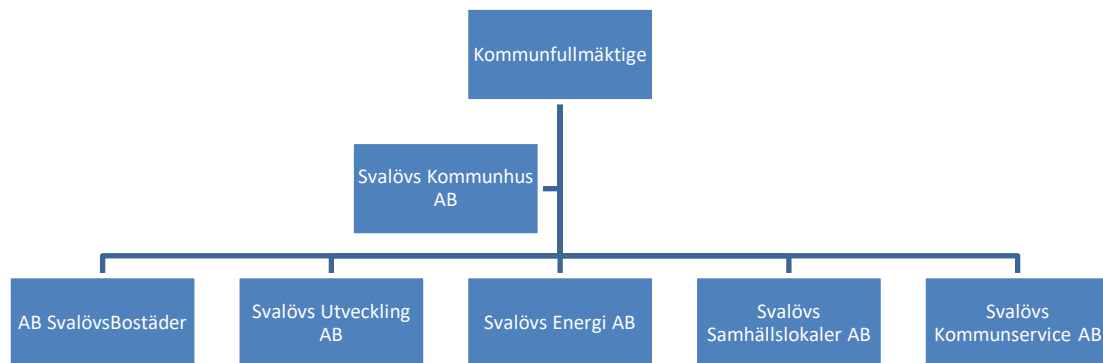 Kommunfullmäktige
Svalövs Kommunhus
AB
AB SvalövsBostäder
Svalövs Utveckling
AB
Svalövs Energi AB
Svalövs
Samhällslokaler AB
Svalövs
Kommunservice AB